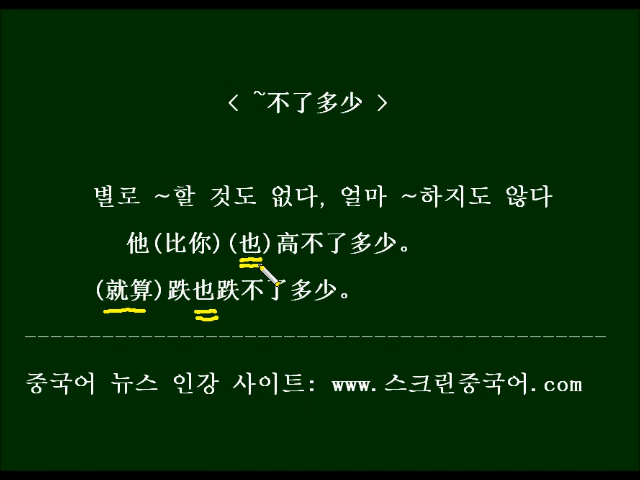 < ~不了多少 >
별로 ~할 것도 없다, 얼마 ~하지도 않다
他(比你)(也)高不了多少。
(就算)跌也跌不了多少。
중국어 뉴스 인강 사이트: www.스크린중국어.com